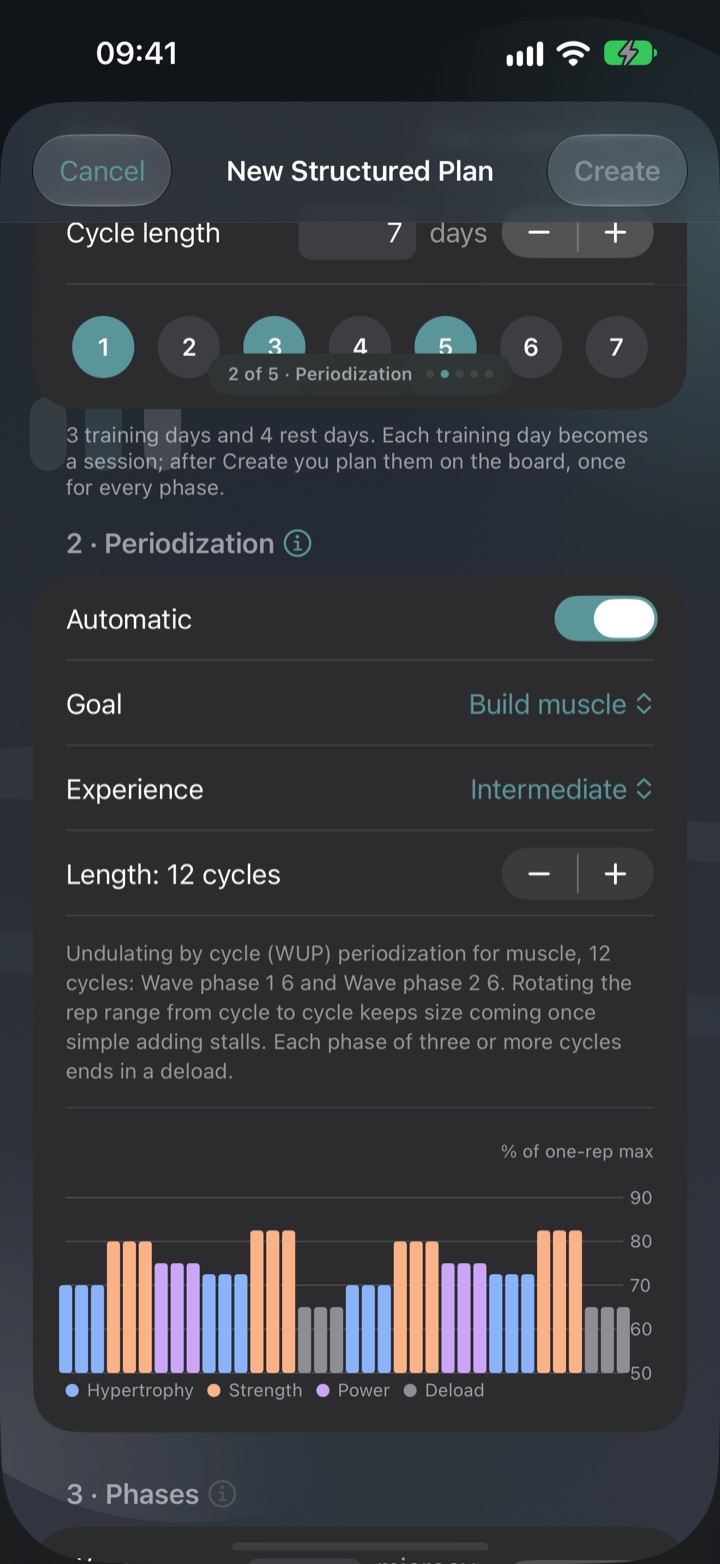 09:41
Cancel New Structured Plan Create
Cycle length 7 days − +
1 2 3 4 5 6 7
2 of 5 · Periodization
3 training days and 4 rest days. Each training day becomes
a session; after Create you plan them on the board, once
for every phase.
2 · Periodization
Automatic
Goal Build muscle
Experience Intermediate
Length: 12 cycles − +
Undulating by cycle (WUP) periodization for muscle, 12
cycles: Wave phase 1 6 and Wave phase 2 6. Rotating the
rep range from cycle to cycle keeps size coming once
simple adding stalls. Each phase of three or more cycles
ends in a deload.
% of one-rep max
90
80
70
60
50
Hypertrophy Strength Power Deload
3 · Phases